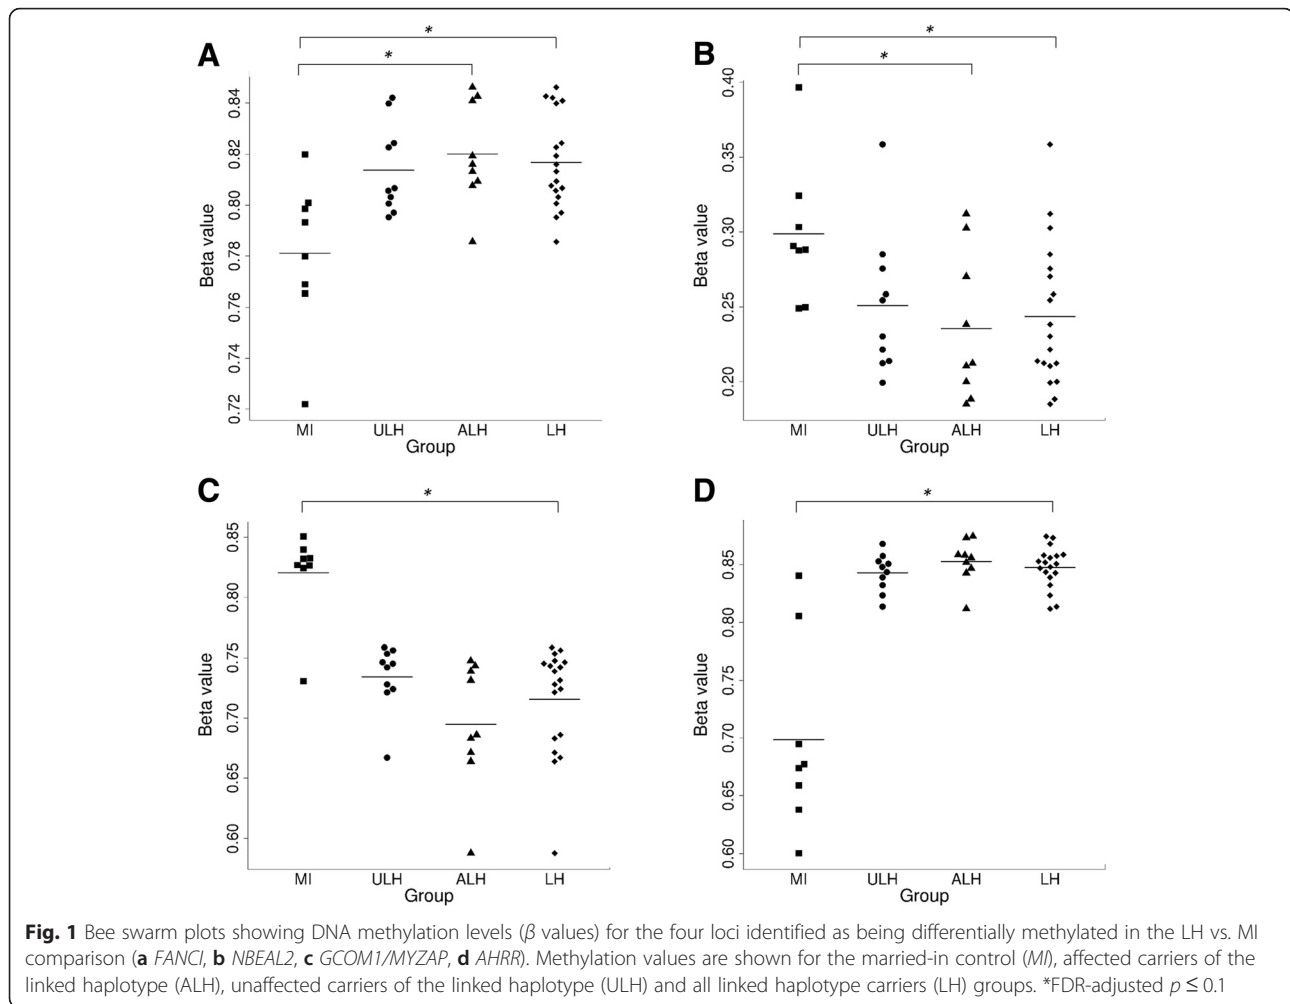 A
*
*
Beta value
0.84
0.82
0.80
0.78
0.76
0.74
0.72
MI ULH ALH LH
Group
B
*
*
Beta value
0.40
0.35
0.30
0.25
0.20
MI ULH ALH LH
Group
C
*
Beta value
0.85
0.80
0.75
0.70
0.65
0.60
MI ULH ALH LH
Group
D
*
Beta value
0.85
0.80
0.75
0.70
0.65
0.60
MI ULH ALH LH
Group
Fig. 1 Bee swarm plots showing DNA methylation levels (β values) for the four loci identified as being differentially methylated in the LH vs. MI
comparison (a FANCI, b NBEAL2, c GCOM1/MYZAP, d AHRR). Methylation values are shown for the married-in control (MI), affected carriers of the
linked haplotype (ALH), unaffected carriers of the linked haplotype (ULH) and all linked haplotype carriers (LH) groups. *FDR-adjusted p ≤ 0.1